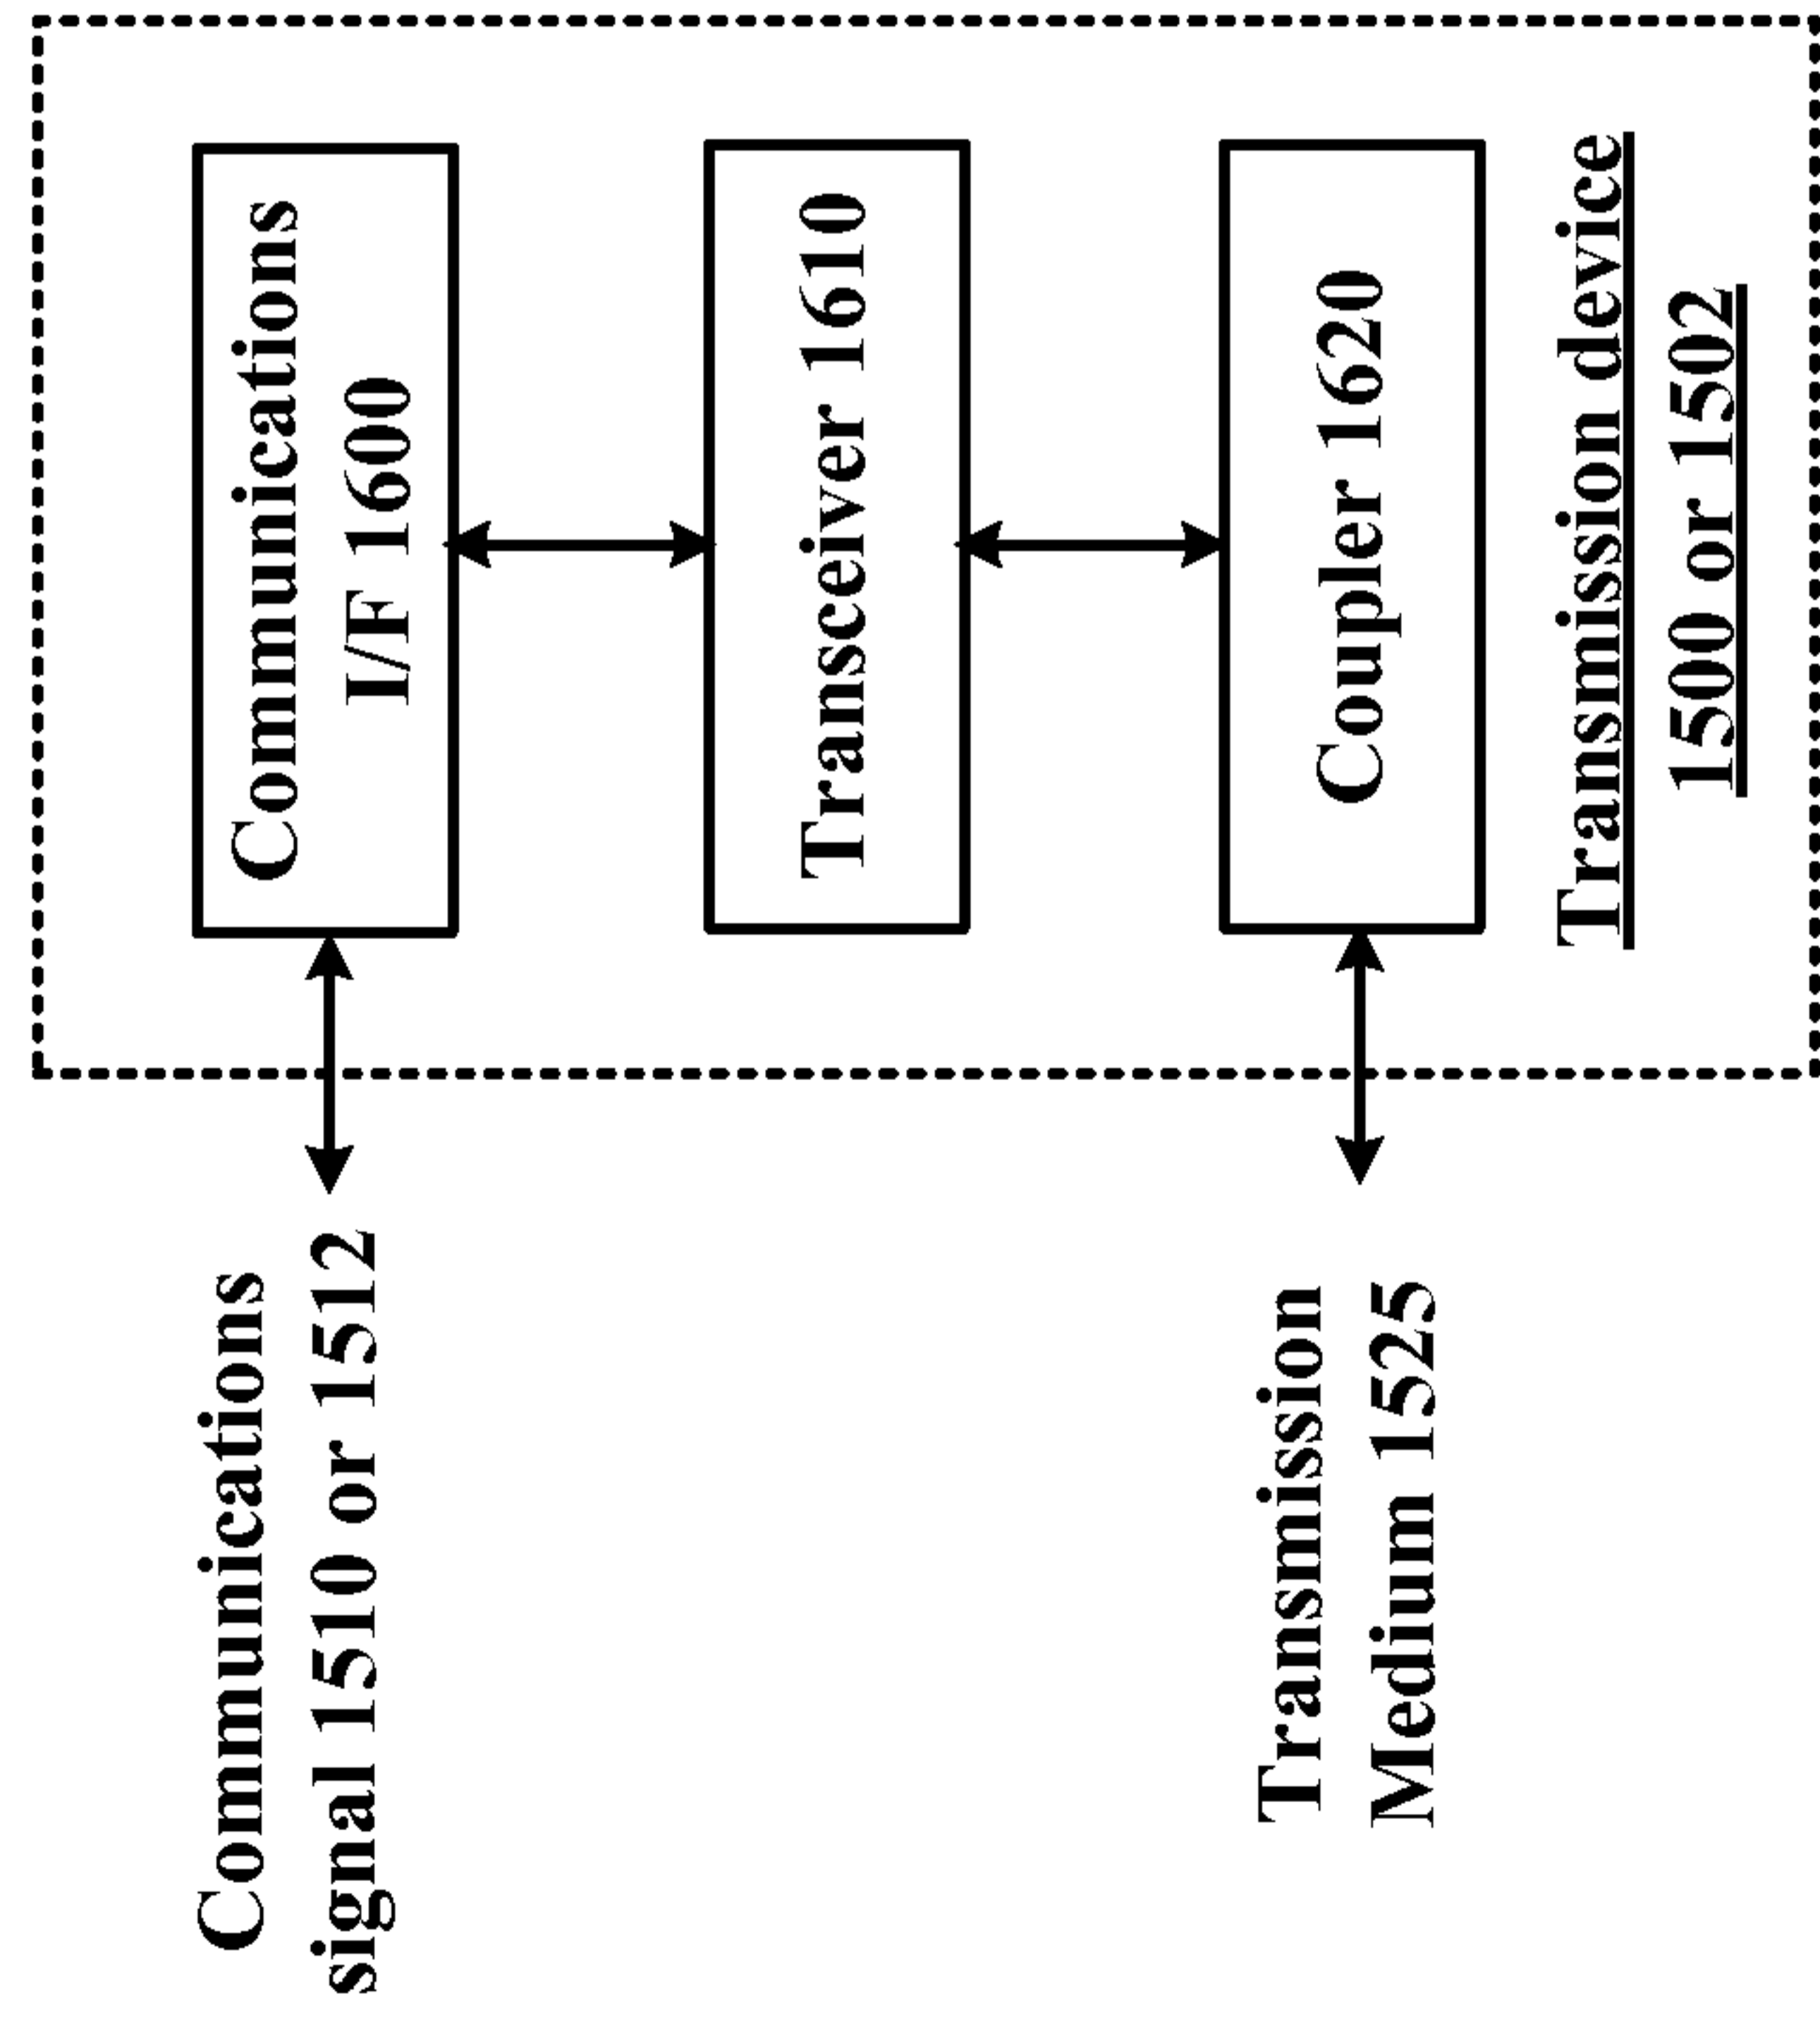 Communications
signal 1510 or 1512
Communications
I/F 1600
Transceiver 1610
Transmission
Medium 1525
Coupler 1620
Transmission device
1500 or 1502